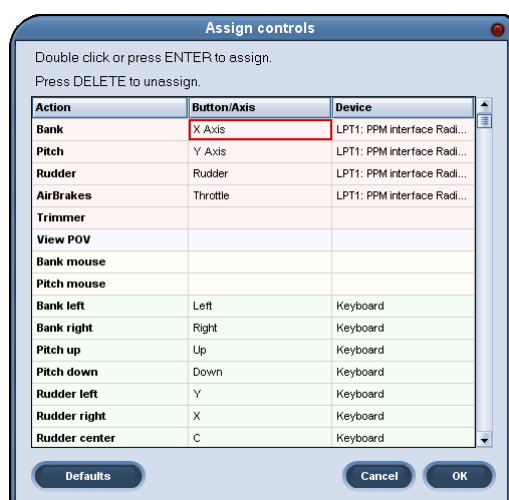 Assign controls
Double click or press ENTER to assign.
Press DELETE to unassign.
Action Button/Axis Device
Bank X Axis LPT1: PPM interface Radi...
Pitch Y Axis LPT1: PPM interface Radi...
Rudder Rudder LPT1: PPM interface Radi...
AirBrakes Throttle LPT1: PPM interface Radi...
Trimmer
View POV
Bank mouse
Pitch mouse
Bank left Left Keyboard
Bank right Right Keyboard
Pitch up Up Keyboard
Pitch down Down Keyboard
Rudder left Y Keyboard
Rudder right X Keyboard
Rudder center C Keyboard
Defaults Cancel OK